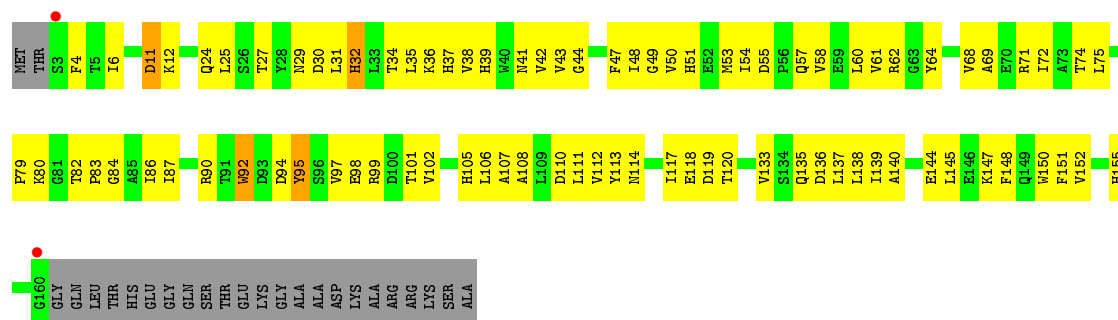 MET THR S3 F4 T5 I6 D11 K12 Q24 L25 S26 T27 Y28 N29 D30 L31 H32 L33 T34 L35 K36 H37 V38 H39 W40 N41 V42 V43 G44 F47 I48 G49 V50 H51 E52 M53 I54 D55 P56 Q57 V58 E59 L60 V61 R62 G63 Y64 V68 A69 E70 R71 I72 A73 T74 L75
P79 K80 G81 T82 P83 G84 A85 I86 I87 R90 T91 W92 D93 D94 Y95 S96 V97 E98 R99 D100 T101 V102 H105 L106 A107 A108 L109 D110 L111 V112 Y113 N114 I117 E118 D119 T120 V133 S134 Q135 D136 L137 L138 I139 A140 E144 L145 E146 K147 F148 Q149 W150 F151 V152 H155
G160 GLY GLN LEU THR HIS GLU GLY GLN SER THR GLU LYS GLY ALA ALA ASP LYS ALA ARG ARG LYS SER ALA